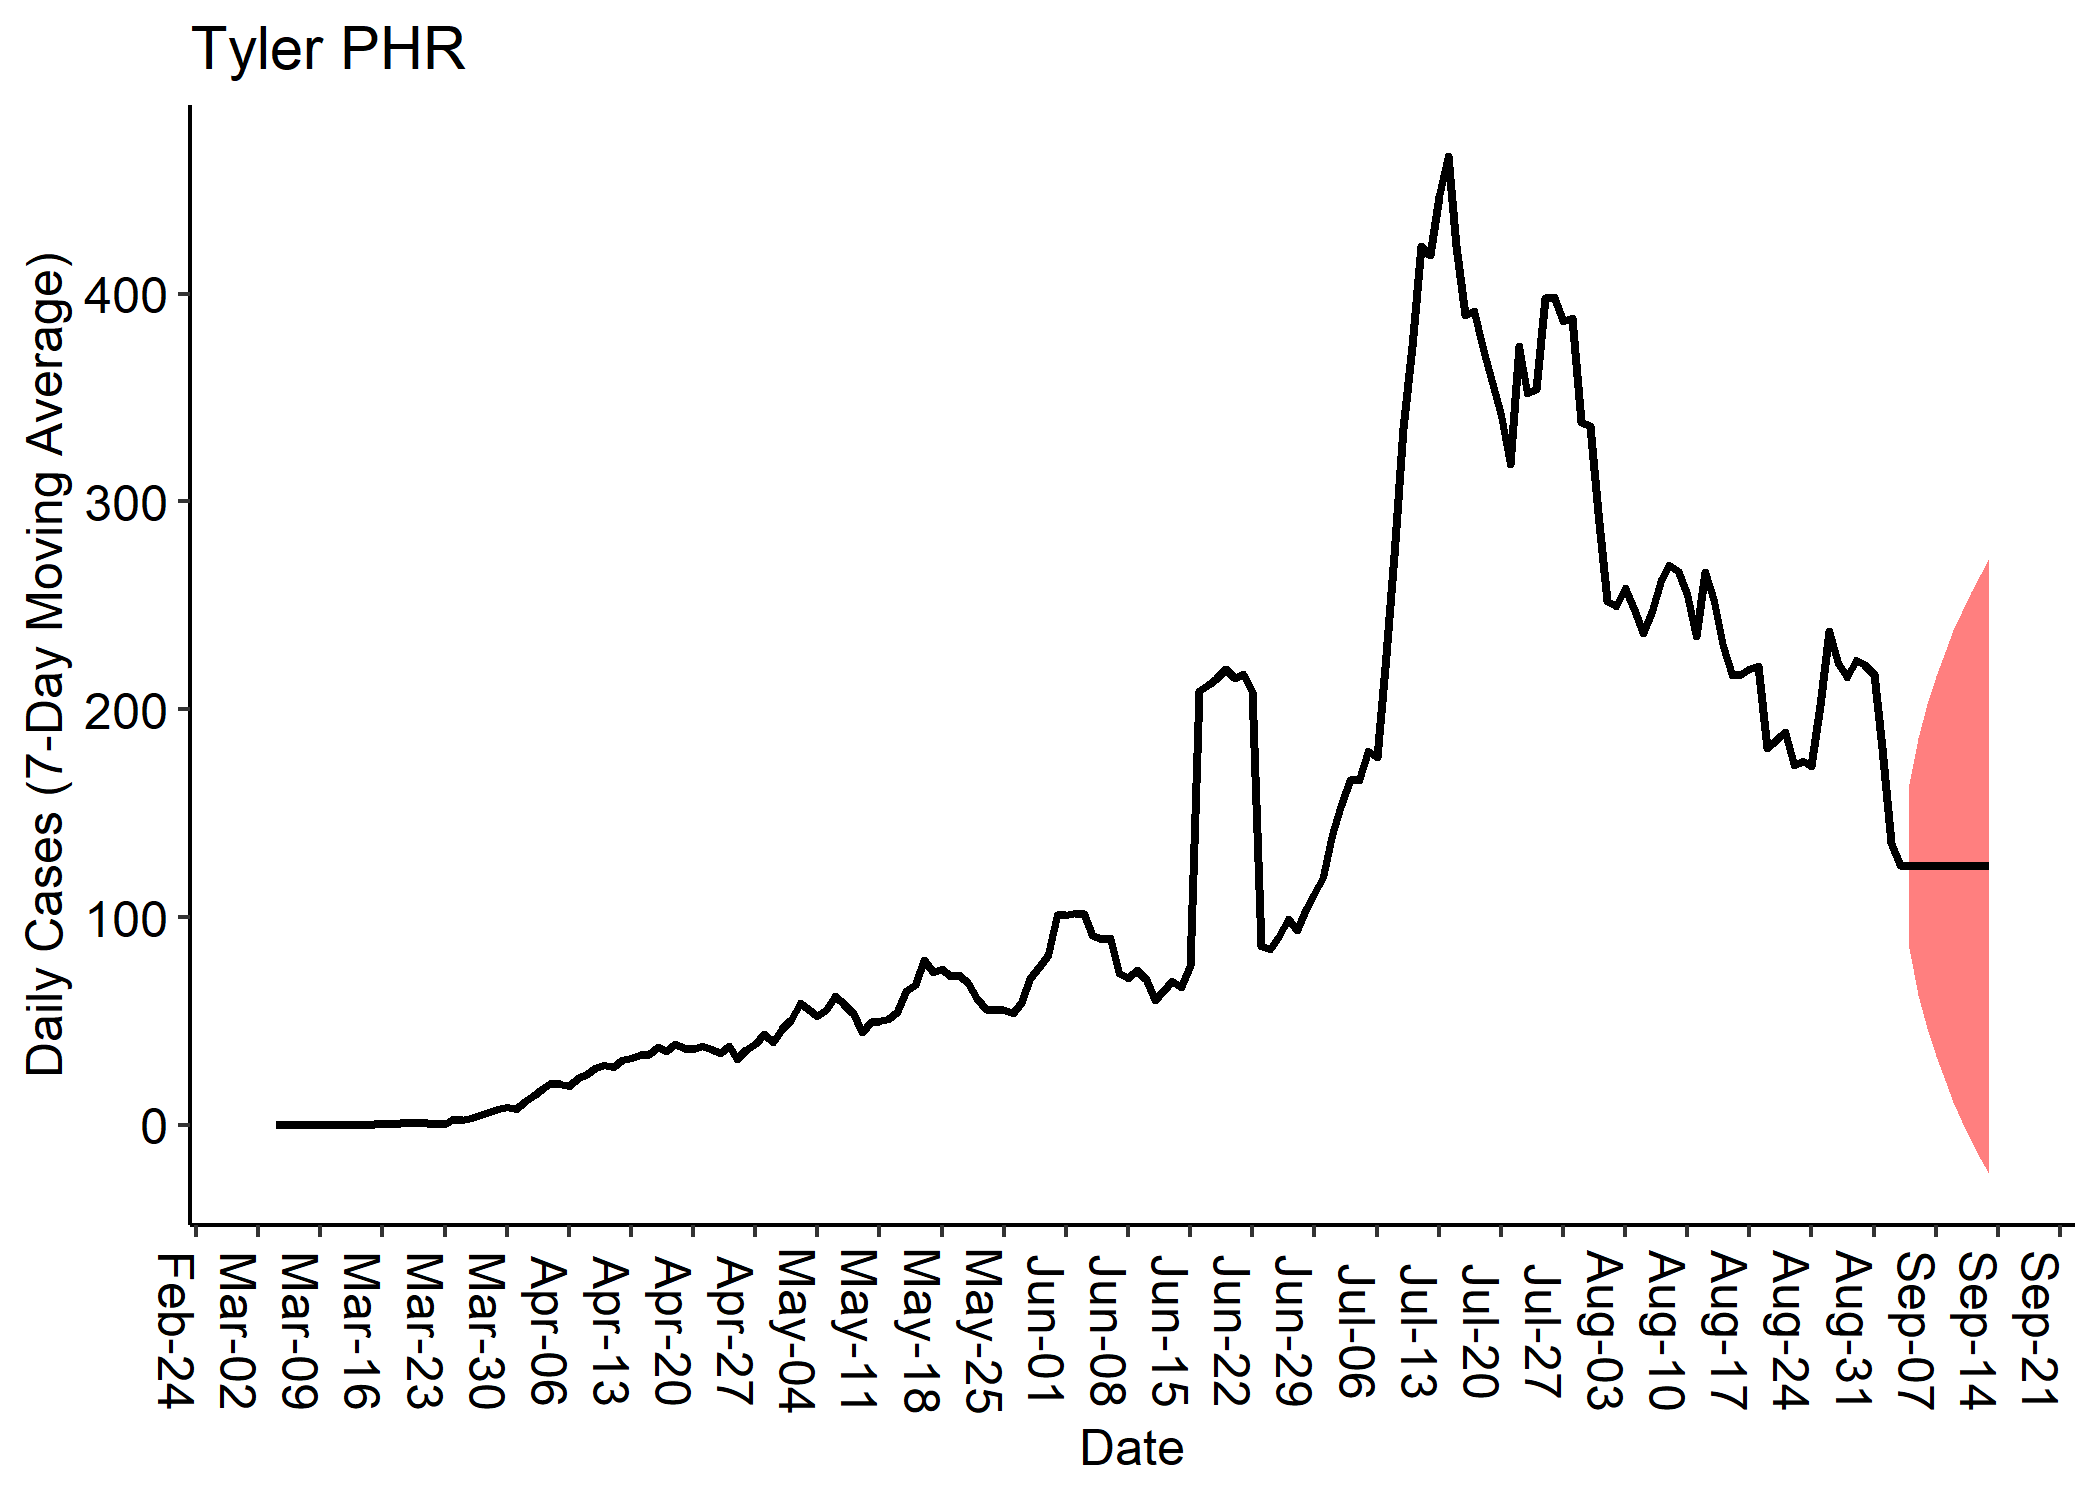 Tyler PHR
Daily Cases (7-Day Moving Average)
400
300
200
100
0
Feb-24
Mar-02
Mar-09
Mar-16
Mar-23
Mar-30
Apr-06
Apr-13
Apr-20
Apr-27
May-04
May-11
May-18
May-25
Jun-01
Jun-08
Jun-15
Jun-22
Jun-29
Jul-06
Jul-13
Jul-20
Jul-27
Aug-03
Aug-10
Aug-17
Aug-24
Aug-31
Sep-07
Sep-14
Sep-21
Date